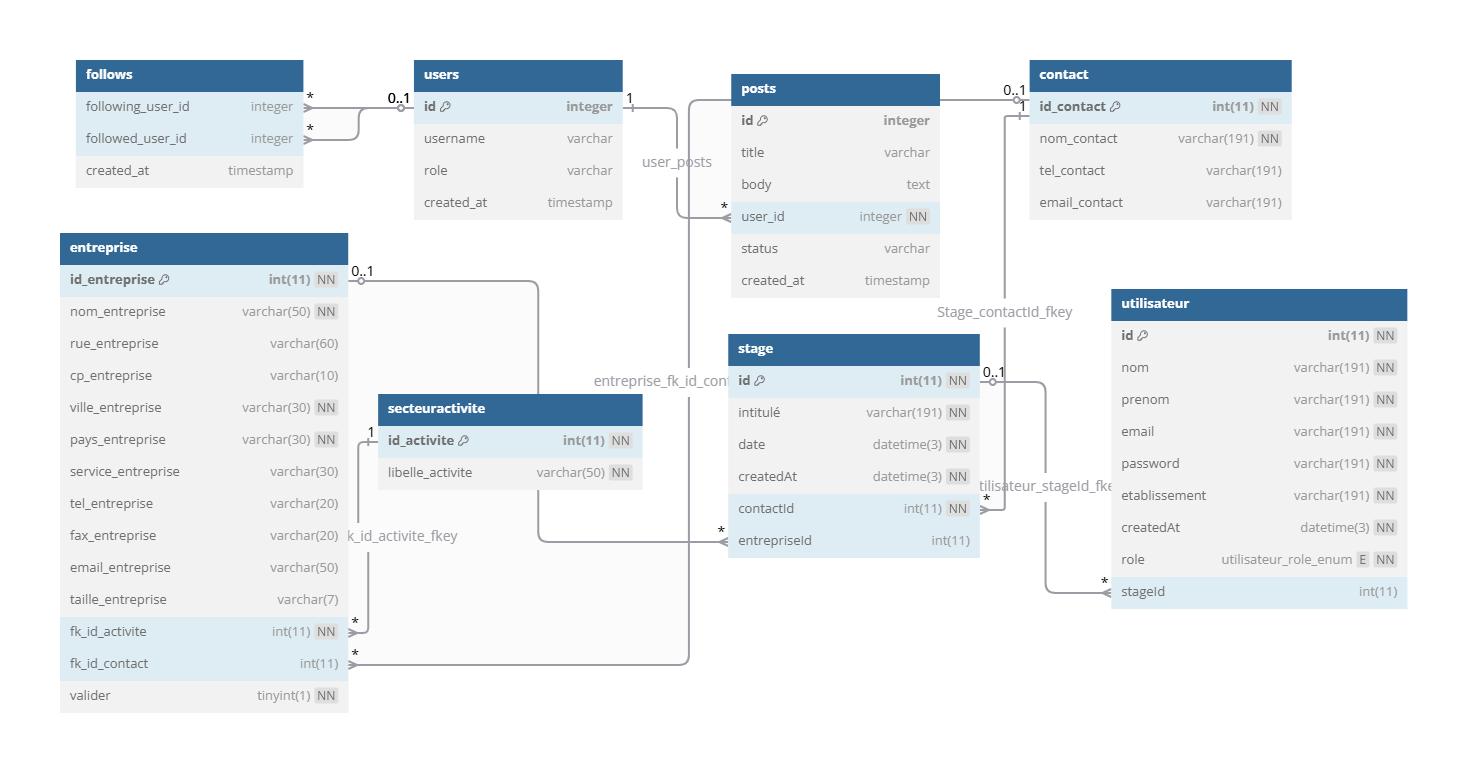 follows
following_user_id integer
followed_user_id integer
created_at timestamp
* 
*
0..1
users
id integer
username varchar
role varchar
created_at timestamp
1
user_posts
*
posts
id integer
title varchar
body text
user_id integer NN
status varchar
created_at timestamp
0..1
1
contact
id_contact int(11) NN
nom_contact varchar(191) NN
tel_contact varchar(191)
email_contact varchar(191)
entreprise
id_entreprise int(11) NN
nom_entreprise varchar(50) NN
rue_entreprise varchar(60)
cp_entreprise varchar(10)
ville_entreprise varchar(30) NN
pays_entreprise varchar(30) NN
service_entreprise varchar(30)
tel_entreprise varchar(20)
fax_entreprise varchar(20)
email_entreprise varchar(50)
taille_entreprise varchar(7)
fk_id_activite int(11) NN
fk_id_contact int(11)
valider tinyint(1) NN
0..1
1
k_id_activite_fkey
*
*
secteuractivite
id_activite int(11) NN
libelle_activite varchar(50) NN
entreprise_fk_id_con
*
Stage_contactId_fkey
stage
id int(11) NN
intitulé varchar(191) NN
date datetime(3) NN
createdAt datetime(3) NN
contactId int(11) NN
entrepriseId int(11)
0..1
*
tilisateur_stageId_fke
*
utilisateur
id int(11) NN
nom varchar(191) NN
prenom varchar(191) NN
email varchar(191) NN
password varchar(191) NN
etablissement varchar(191) NN
createdAt datetime(3) NN
role utilisateur_role_enum E NN
stageId int(11)